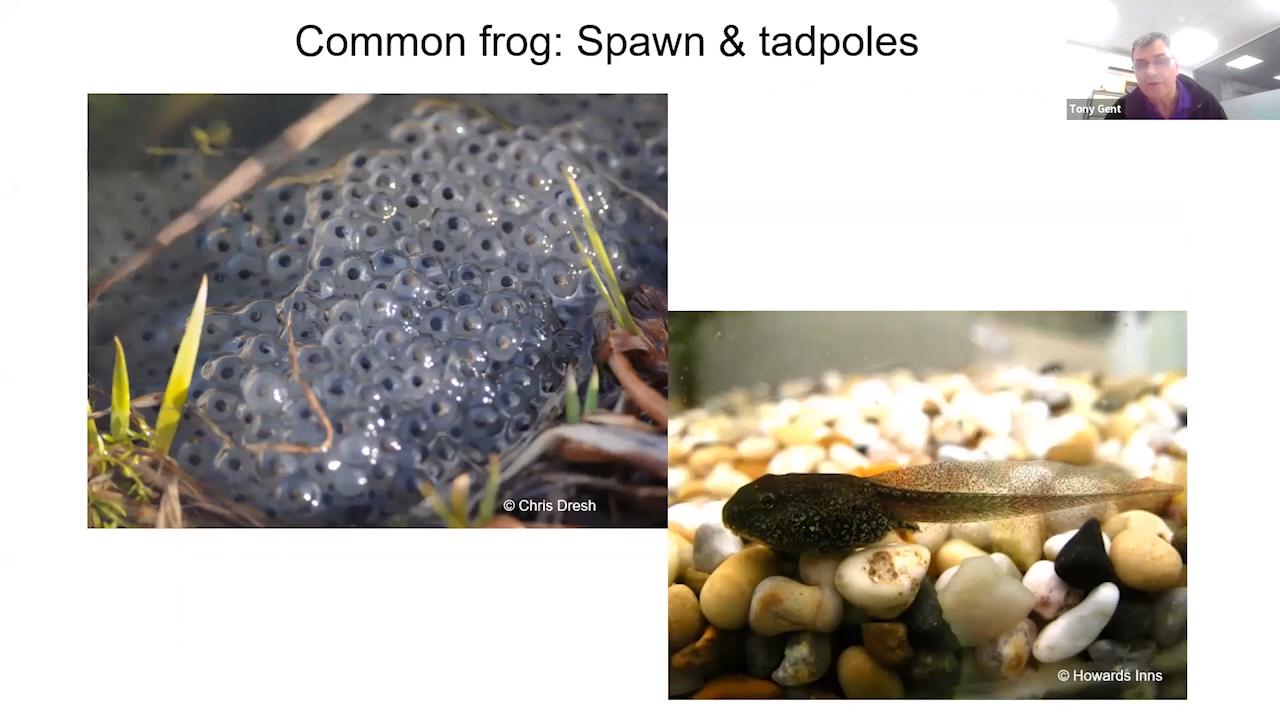 Common frog: Spawn & tadpoles
Tony Gent
© Chris Dresh
© Howards Inns